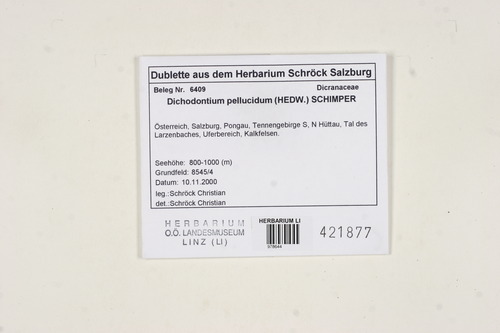 Dublette aus dem Herbarium Schröck Salzburg
Beleg Nr. 6409 Dicranaceae
Dichodontium pellucidum (HEDW.) SCHIMPER
Österreich, Salzburg, Pongau, Tennengebirge S, N Hüttau, Tal des
Larzenbaches, Uferbereich, Kalkfelsen.
Seehöhe: 800-1000 (m)
Grundfeld: 8545/4
Datum: 10.11.2000
leg.:Schröck Christian
det.:Schröck Christian
HERBARIUM
O.Ö. LANDESMUSEUM
LINZ (LI)
HERBARIUM LI
421877